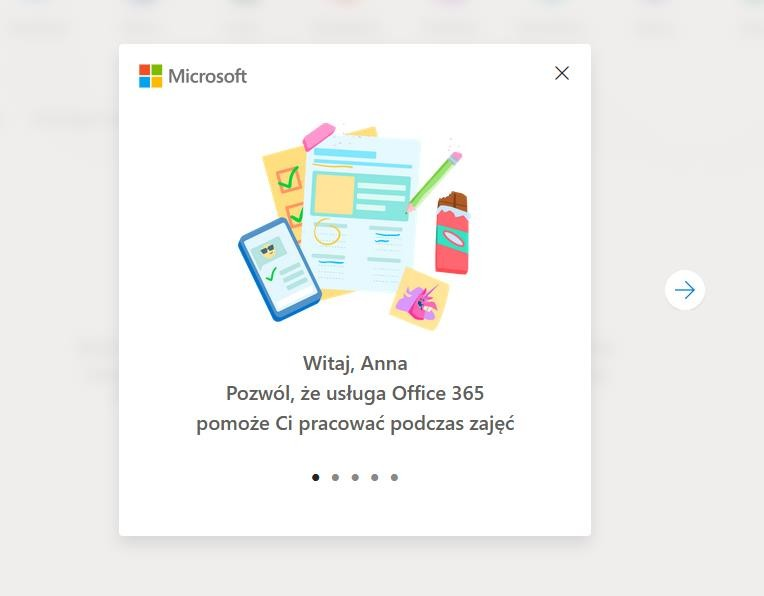 Microsoft
Witaj, Anna
Pozwól, że usługa Office 365
pomoże Ci pracować podczas zajęć